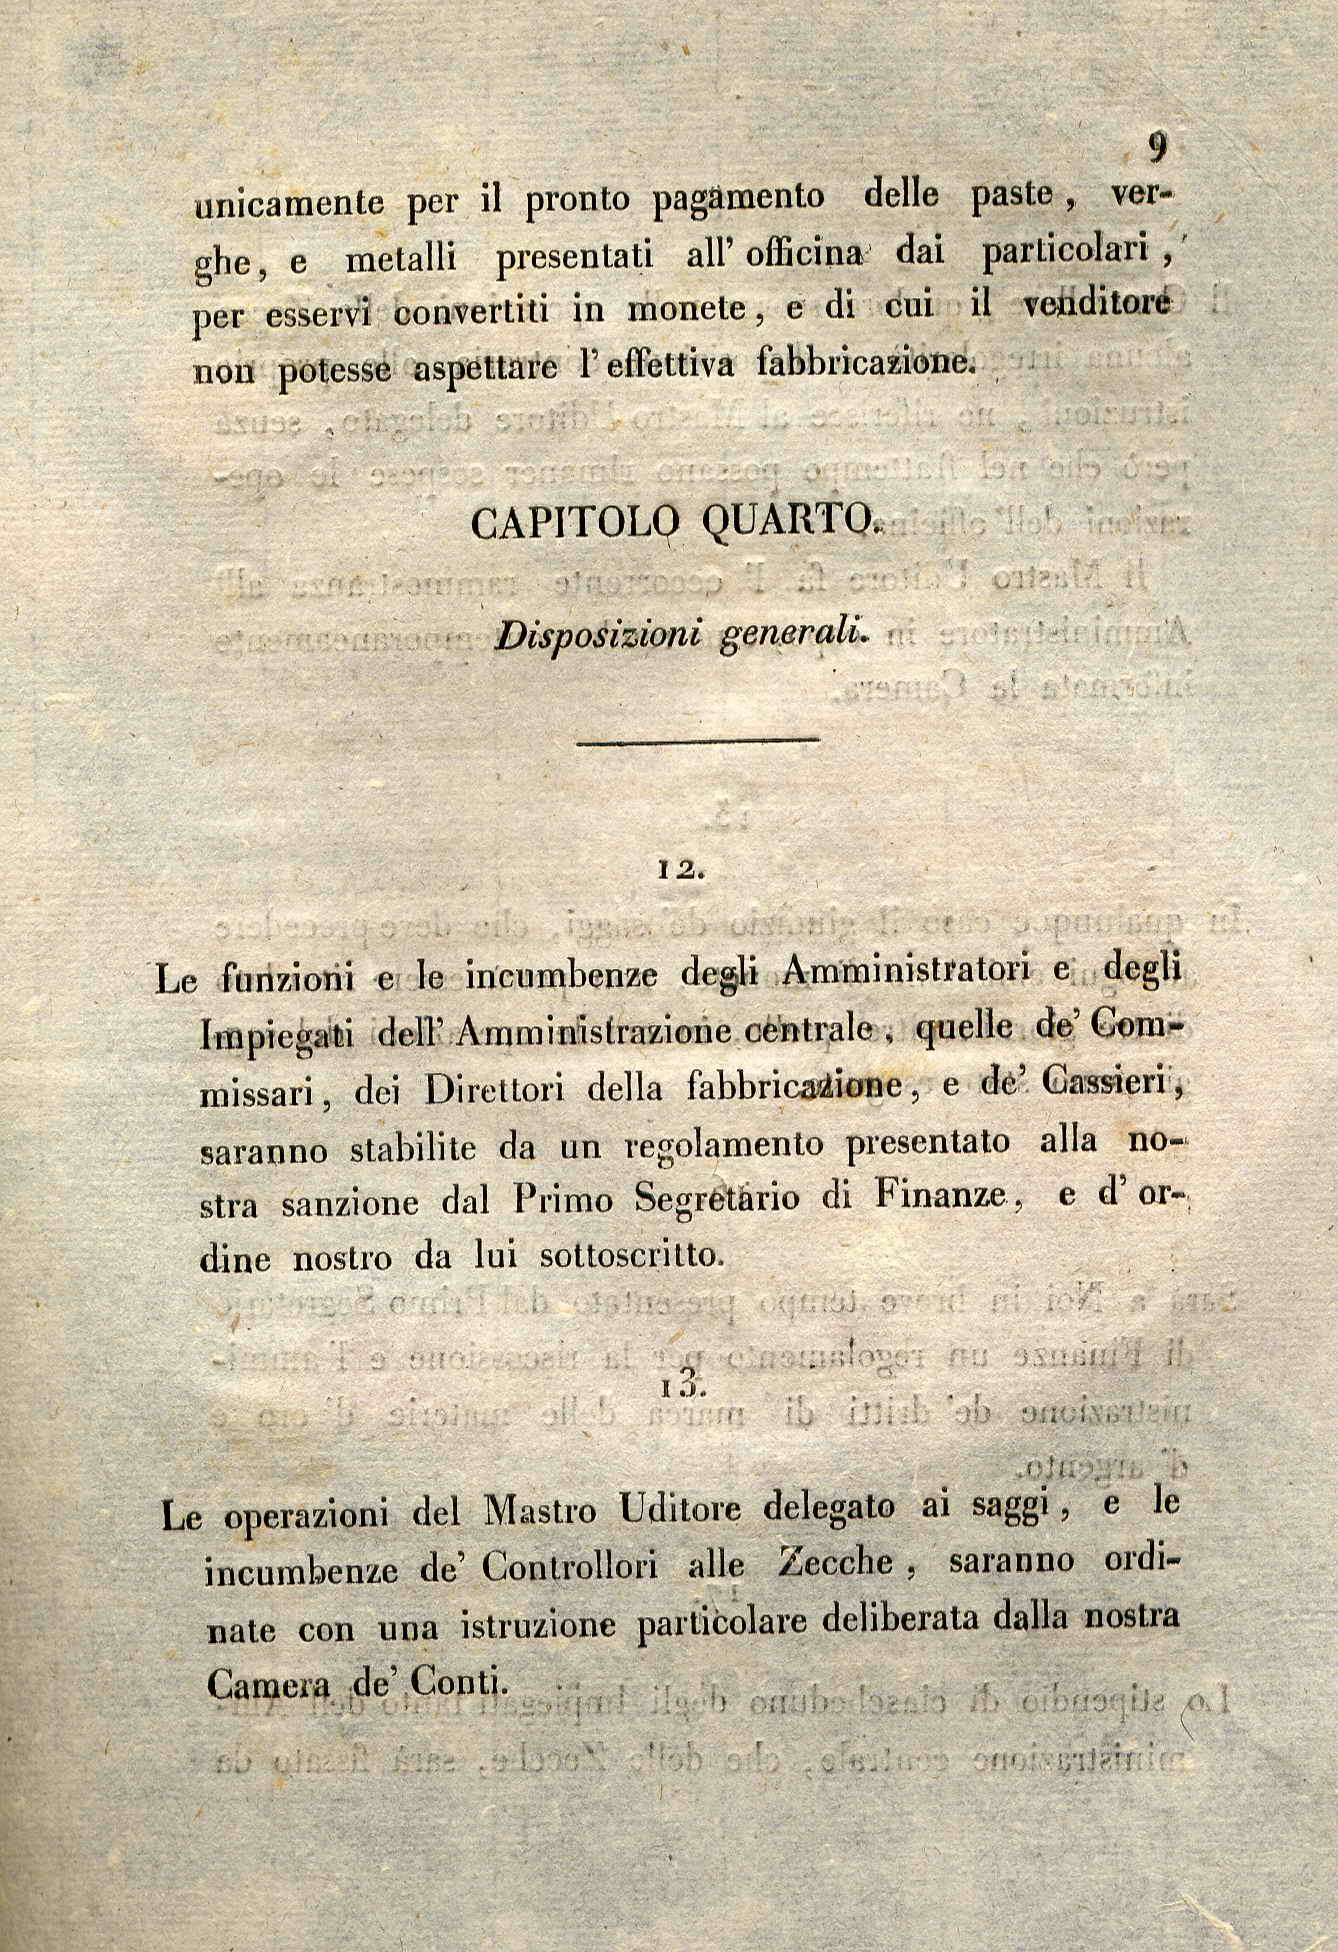 9
unicamente per il pronto pagamento delle paste, ver-
ghe, e metalli presentati all' officina dai particolari,
per esservi convertiti in monete, e di cui il venditore
non potesse aspettare l'effettiva fabbricazione.
CAPITOLO QUARTO.
Disposizioni generali.
12.
Le funzioni e le incumbenze degli Amministratori e degli
Impiegati dell' Amministrazione centrale, quelle de' Com-
missari, dei Direttori della fabbricazione, e de' Cassieri,
saranno stabilite da un regolamento presentato alla no-
stra sanzione dal Primo Segretario di Finanze, e d' or-
dine nostro da lui sottoscritto.
13.
Le operazioni del Mastro Uditore delegato ai saggi, e le
incumbenze de' Controllori alle Zecche, saranno ordi-
nate con una istruzione particolare deliberata dalla nostra
Camera de' Conti.